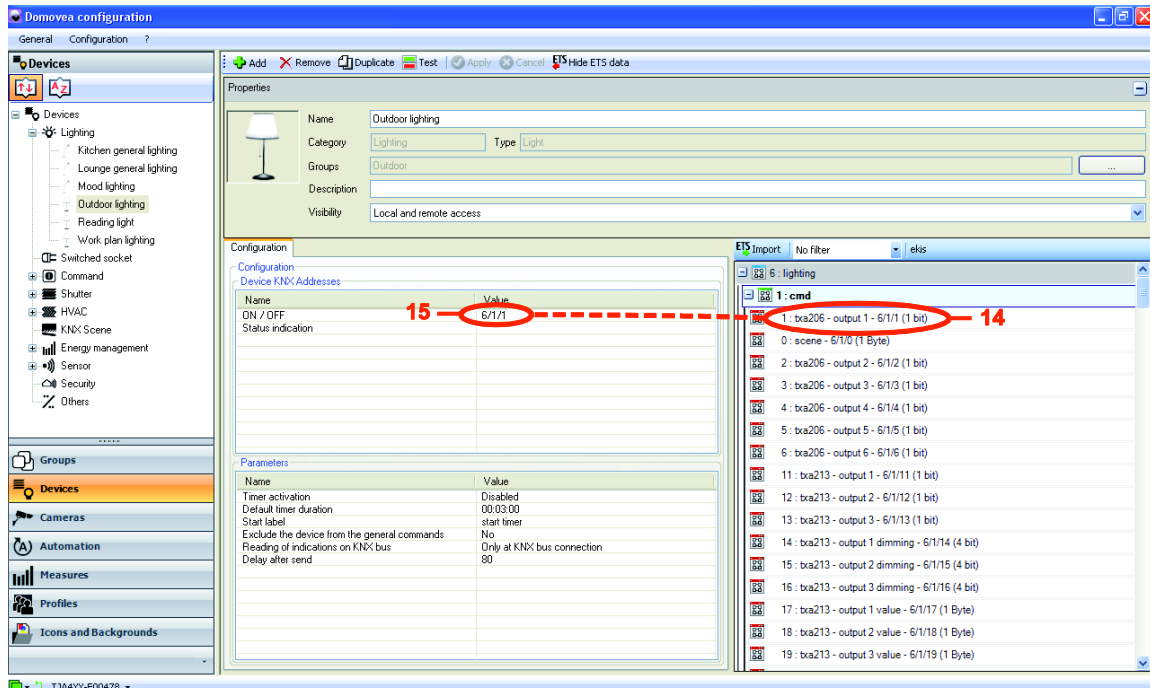 Domovea configuration
General Configuration ?
Devices
Add Remove Duplicate Test Apply Cancel ETS Hide ETS data
Properties
Name Outdoor lighting
Category Lighting Type Light
Groups Outdoor ...
Description
Visibility Local and remote access
Devices
Lighting
Kitchen general lighting
Lounge general lighting
Mood lighting
Outdoor lighting
Reading light
Work plan lighting
Switched socket
Command
Shutter
HVAC
KNX Scene
Energy management
Sensor
Security
Others
Groups
Devices
Cameras
Automation
Measures
Profiles
Icons and Backgrounds
Configuration
Configuration
Device KNX Addresses
Name Value
ON / OFF 15 6/1/1
Status indication
Parameters
Name Value
Timer activation Disabled
Default timer duration 00:03:00
Start label start timer
Exclude the device from the general commands No
Reading of indications on KNX bus Only at KNX bus connection
Delay after send 80
ETS Import No filter ekis
6 : lighting
1 : cmd
1 : txa206 - output 1 - 6/1/1 (1 bit) 14
0 : scene - 6/1/0 (1 Byte)
2 : txa206 - output 2 - 6/1/2 (1 bit)
3 : txa206 - output 3 - 6/1/3 (1 bit)
4 : txa206 - output 4 - 6/1/4 (1 bit)
5 : txa206 - output 5 - 6/1/5 (1 bit)
6 : txa206 - output 6 - 6/1/6 (1 bit)
11 : txa213 - output 1 - 6/1/11 (1 bit)
12 : txa213 - output 2 - 6/1/12 (1 bit)
13 : txa213 - output 3 - 6/1/13 (1 bit)
14 : txa213 - output 1 dimming - 6/1/14 (4 bit)
15 : txa213 - output 2 dimming - 6/1/15 (4 bit)
16 : txa213 - output 3 dimming - 6/1/16 (4 bit)
17 : txa213 - output 1 value - 6/1/17 (1 Byte)
18 : txa213 - output 2 value - 6/1/18 (1 Byte)
19 : txa213 - output 3 value - 6/1/19 (1 Byte)